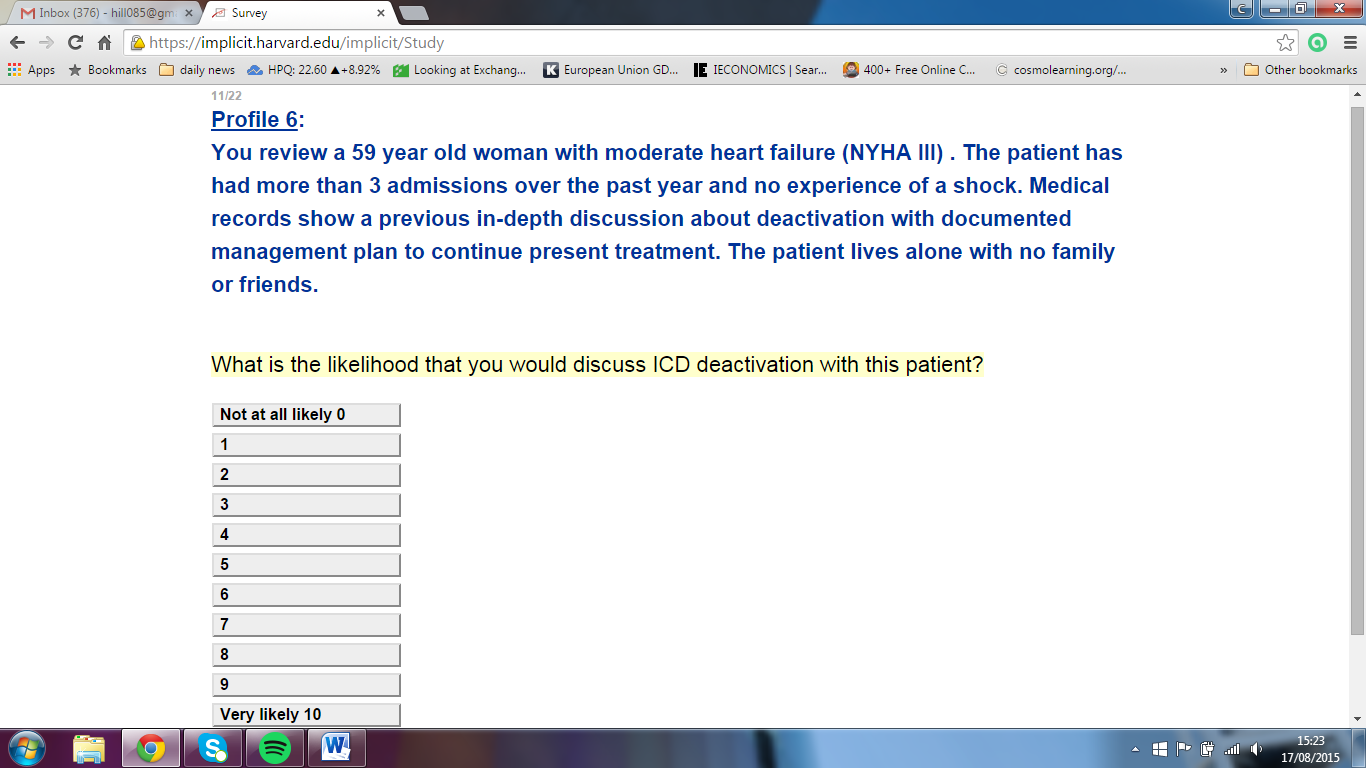 Inbox (376) - hill085@gm
Survey
C
https://implicit.harvard.edu/implicit/Study
Apps Bookmarks daily news HPQ: 22.60 ▲+8.92% Looking at Exchang... K European Union GD... IE IECONOMICS | Sear... 400+ Free Online C... cosmolearning.org/... » Other bookmarks
11/22
Profile 6:
You review a 59 year old woman with moderate heart failure (NYHA III) . The patient has
had more than 3 admissions over the past year and no experience of a shock. Medical
records show a previous in-depth discussion about deactivation with documented
management plan to continue present treatment. The patient lives alone with no family
or friends.
What is the likelihood that you would discuss ICD deactivation with this patient?
Not at all likely 0
1
2
3
4
5
6
7
8
9
Very likely 10
15:23
17/08/2015